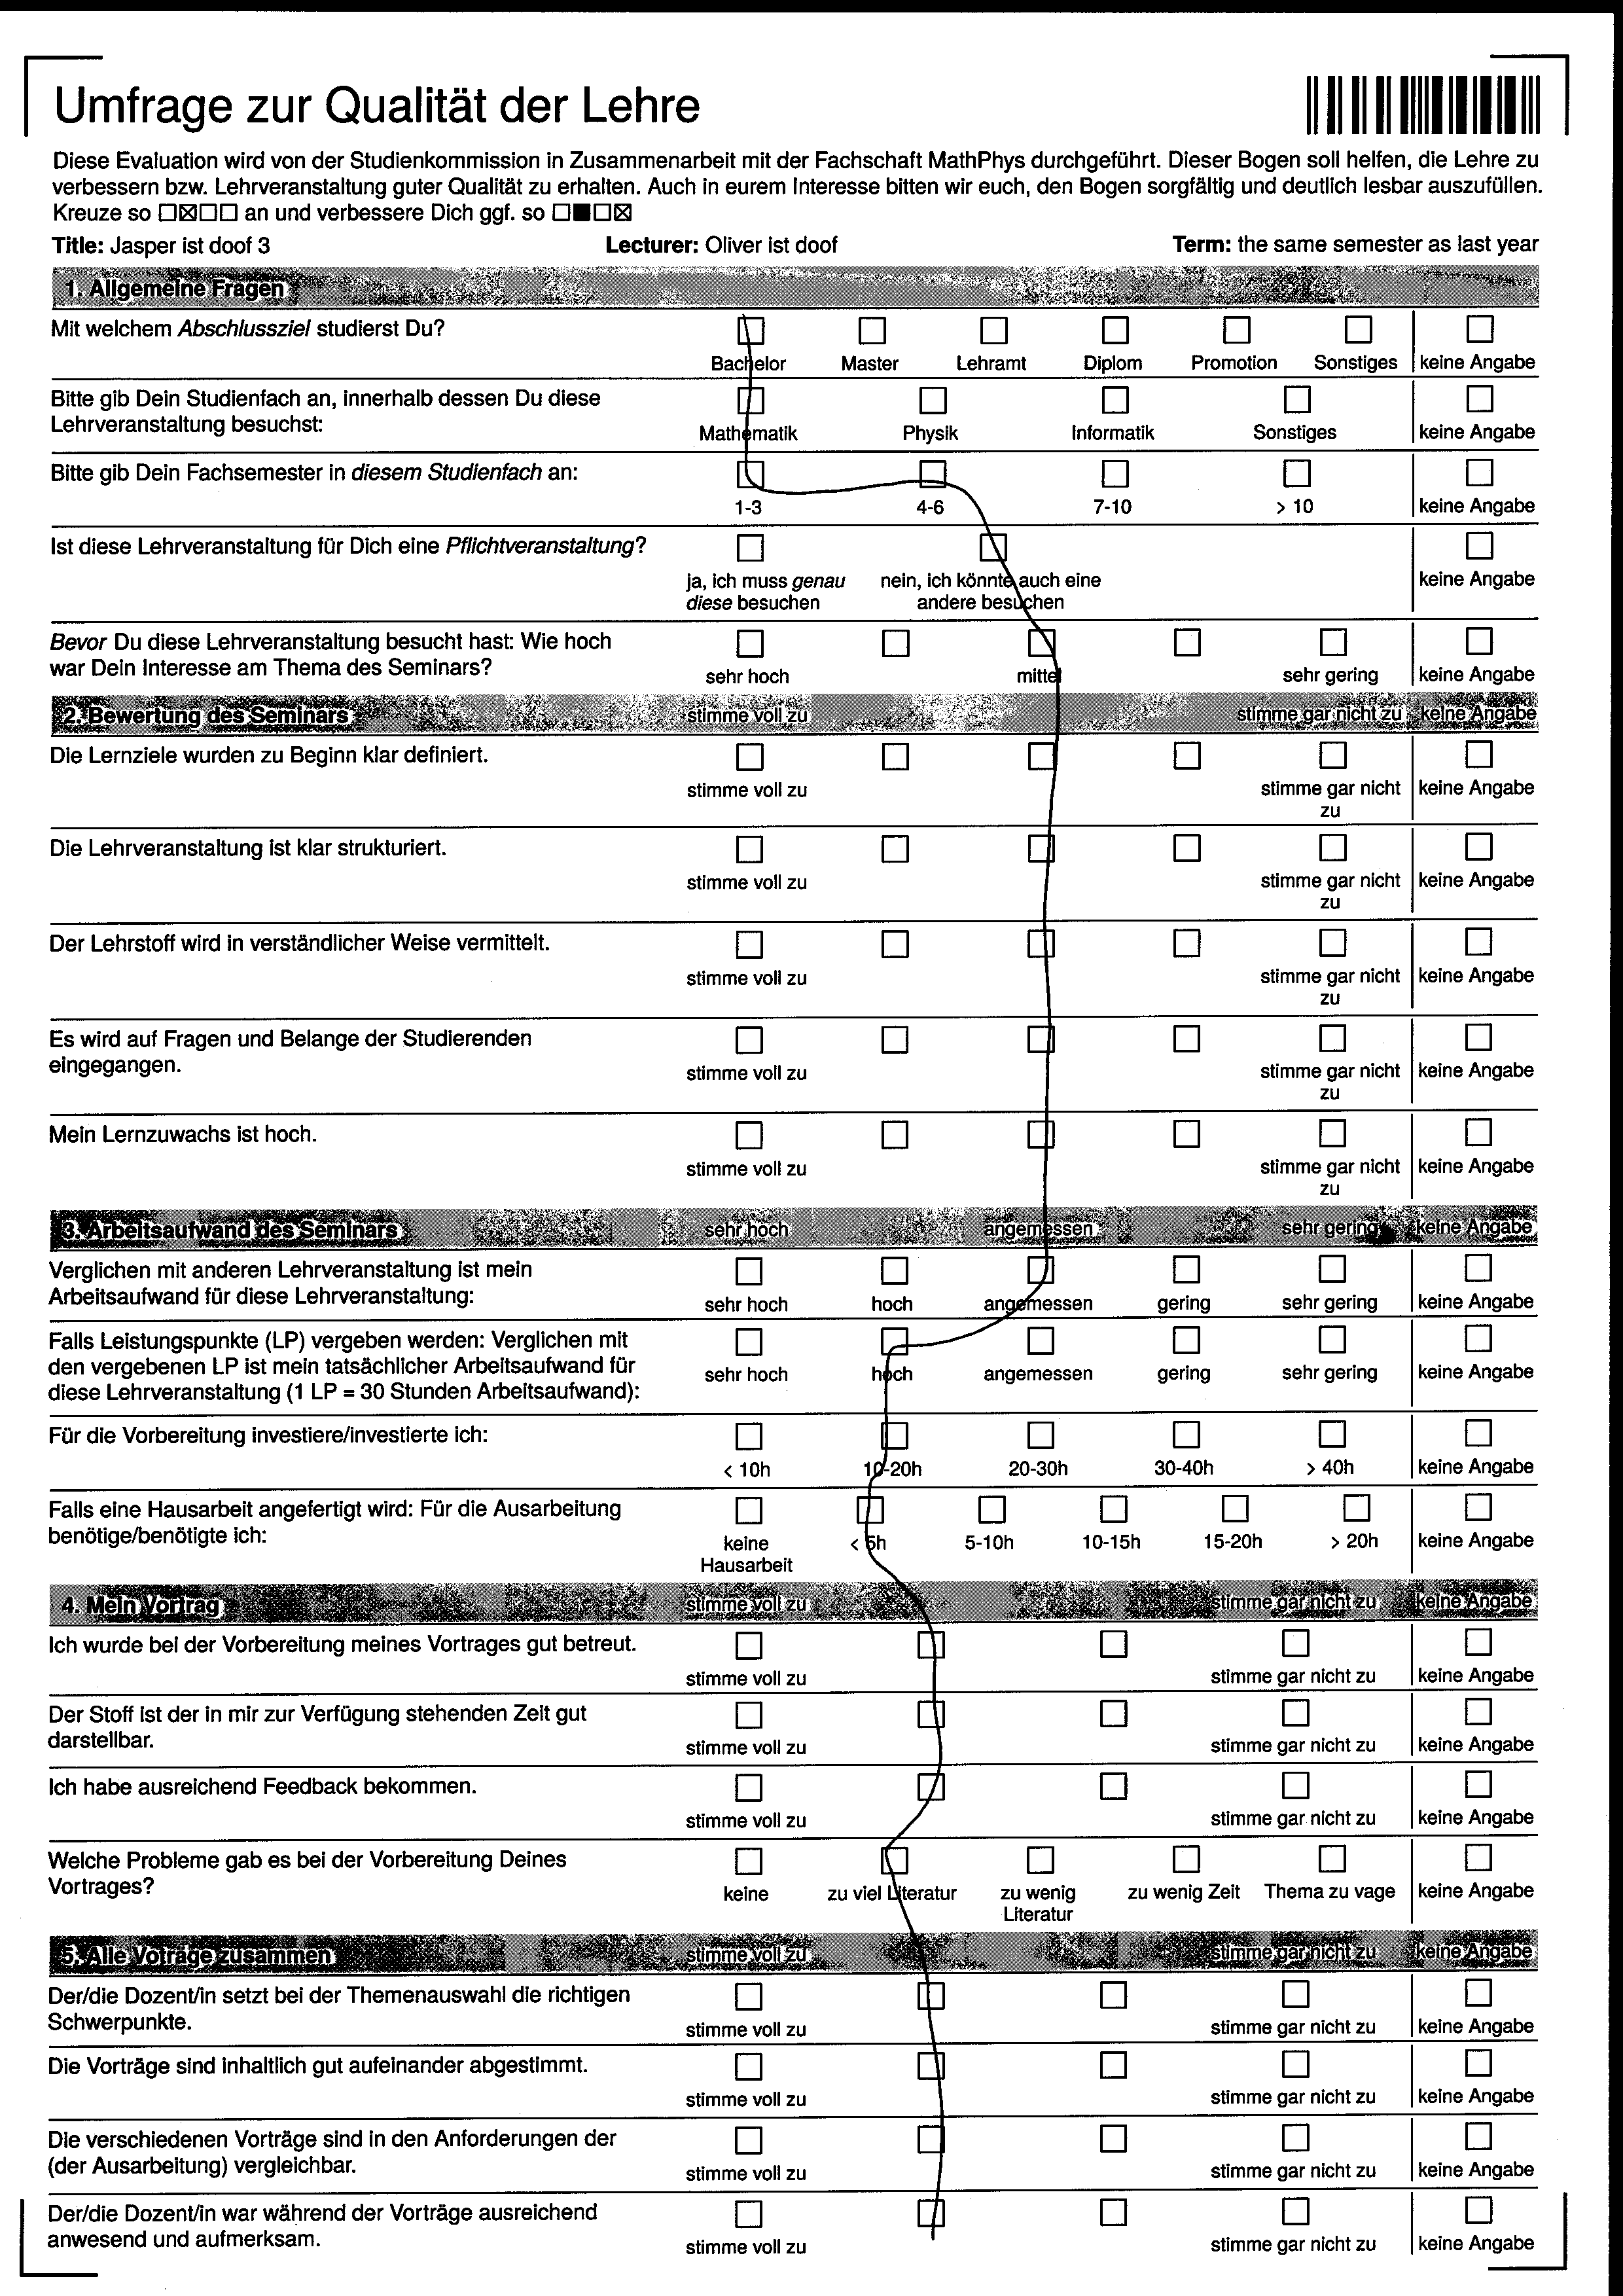 Umfrage zur Qualität der Lehre
Diese Evaluation wird von der Studienkommission in Zusammenarbeit mit der Fachschaft MathPhys durchgeführt. Dieser Bogen soll helfen, die Lehre zu
verbessern bzw. Lehrveranstaltung guter Qualität zu erhalten. Auch in eurem Interesse bitten wir euch, den Bogen sorgfältig und deutlich lesbar auszufüllen.
Kreuze so ☐☒☐☐ an und verbessere Dich ggf. so ☐■☐☒
Title: Jasper ist doof 3 Lecturer: Oliver ist doof Term: the same semester as last year
1. Allgemeine Fragen
Mit welchem Abschlussziel studierst Du?
Bachelor Master Lehramt Diplom Promotion Sonstiges keine Angabe
Bitte gib Dein Studienfach an, innerhalb dessen Du diese
Lehrveranstaltung besuchst:
Mathematik Physik Informatik Sonstiges keine Angabe
Bitte gib Dein Fachsemester in diesem Studienfach an:
1-3 4-6 7-10 > 10 keine Angabe
Ist diese Lehrveranstaltung für Dich eine Pflichtveranstaltung?
ja, ich muss genau nein, ich könnte auch eine keine Angabe
diese besuchen andere besuchen
Bevor Du diese Lehrveranstaltung besucht hast: Wie hoch
war Dein Interesse am Thema des Seminars?
sehr hoch mittel sehr gering keine Angabe
2. Bewertung des Seminars stimme voll zu stimme gar nicht zu keine Angabe
Die Lernziele wurden zu Beginn klar definiert.
stimme voll zu stimme gar nicht keine Angabe
zu
Die Lehrveranstaltung ist klar strukturiert.
stimme voll zu stimme gar nicht keine Angabe
zu
Der Lehrstoff wird in verständlicher Weise vermittelt.
stimme voll zu stimme gar nicht keine Angabe
zu
Es wird auf Fragen und Belange der Studierenden
eingegangen.
stimme voll zu stimme gar nicht keine Angabe
zu
Mein Lernzuwachs ist hoch.
stimme voll zu stimme gar nicht keine Angabe
zu
3. Arbeitsaufwand des Seminars sehr hoch angemessen sehr gering keine Angabe
Verglichen mit anderen Lehrveranstaltung ist mein
Arbeitsaufwand für diese Lehrveranstaltung:
sehr hoch hoch angemessen gering sehr gering keine Angabe
Falls Leistungspunkte (LP) vergeben werden: Verglichen mit
den vergebenen LP ist mein tatsächlicher Arbeitsaufwand für
diese Lehrveranstaltung (1 LP = 30 Stunden Arbeitsaufwand):
sehr hoch hoch angemessen gering sehr gering keine Angabe
Für die Vorbereitung investiere/investierte ich:
< 10h 10-20h 20-30h 30-40h > 40h keine Angabe
Falls eine Hausarbeit angefertigt wird: Für die Ausarbeitung
benötige/benötigte ich:
keine < 5h 5-10h 10-15h 15-20h > 20h keine Angabe
Hausarbeit
4. Mein Vortrag stimme voll zu stimme gar nicht zu keine Angabe
Ich wurde bei der Vorbereitung meines Vortrages gut betreut.
stimme voll zu stimme gar nicht zu keine Angabe
Der Stoff ist der in mir zur Verfügung stehenden Zeit gut
darstellbar.
stimme voll zu stimme gar nicht zu keine Angabe
Ich habe ausreichend Feedback bekommen.
stimme voll zu stimme gar nicht zu keine Angabe
Welche Probleme gab es bei der Vorbereitung Deines
Vortrages?
keine zu viel Literatur zu wenig zu wenig Zeit Thema zu vage keine Angabe
Literatur
5. Alle Voträge zusammen stimme voll zu stimme gar nicht zu keine Angabe
Der/die Dozent/in setzt bei der Themenauswahl die richtigen
Schwerpunkte.
stimme voll zu stimme gar nicht zu keine Angabe
Die Vorträge sind inhaltlich gut aufeinander abgestimmt.
stimme voll zu stimme gar nicht zu keine Angabe
Die verschiedenen Vorträge sind in den Anforderungen der
(der Ausarbeitung) vergleichbar.
stimme voll zu stimme gar nicht zu keine Angabe
Der/die Dozent/in war während der Vorträge ausreichend
anwesend und aufmerksam.
stimme voll zu stimme gar nicht zu keine Angabe